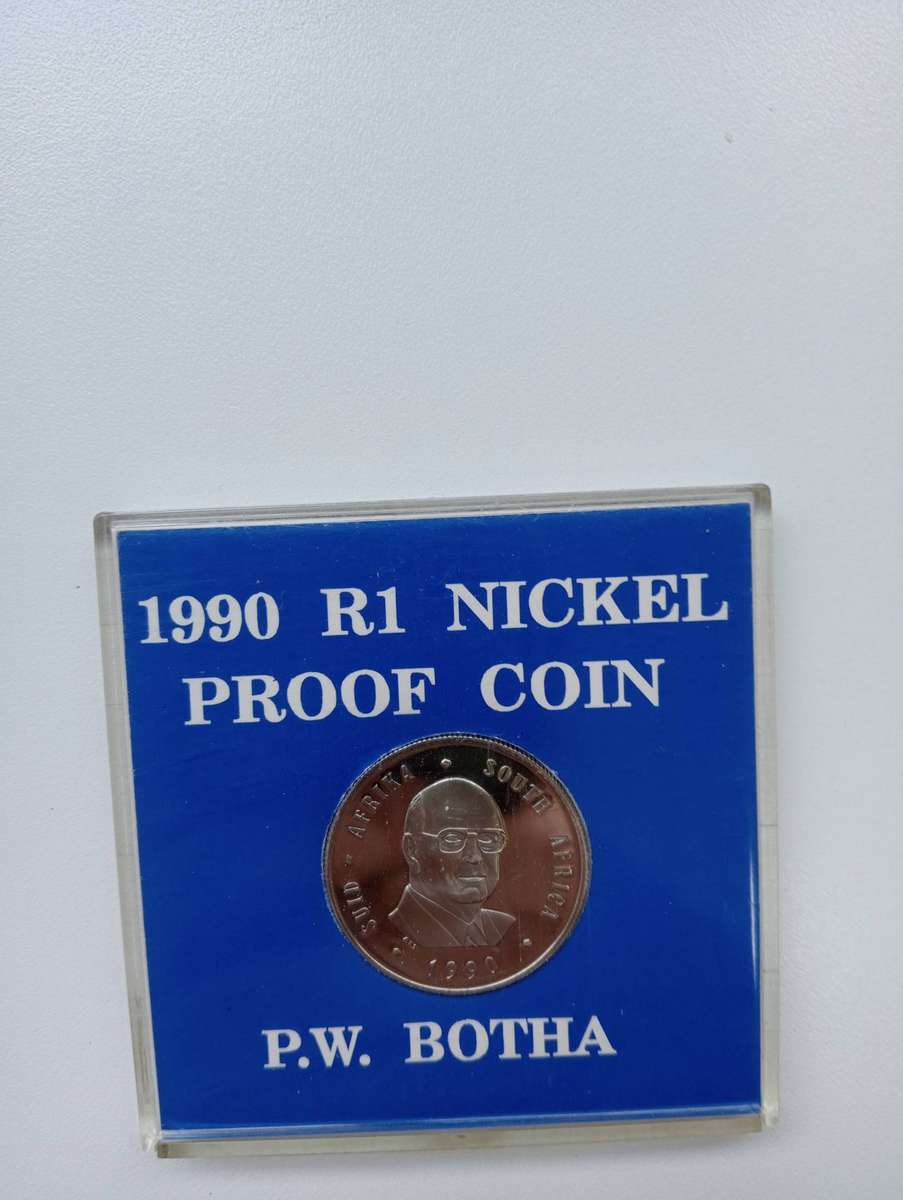 1990 R1 NICKEL
PROOF COIN
SUID - AFRIKA • SOUTH AFRICA
1990
P.W. BOTHA